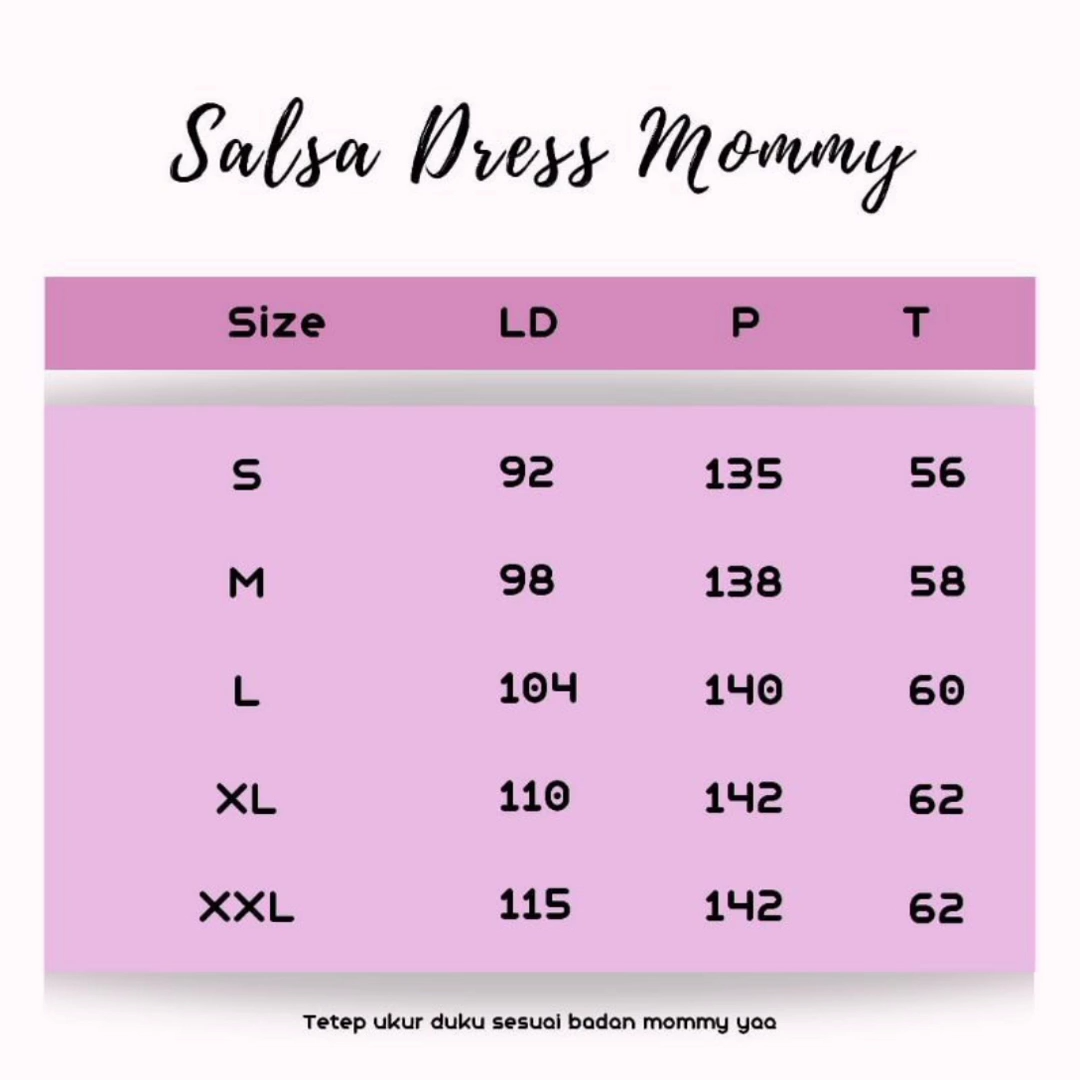 Salsa Dress Mommy
Size LD P T
S 92 135 56
M 98 138 58
L 104 140 60
XL 110 142 62
XXL 115 142 62
Tetep ukur duku sesuai badan mommy yaa